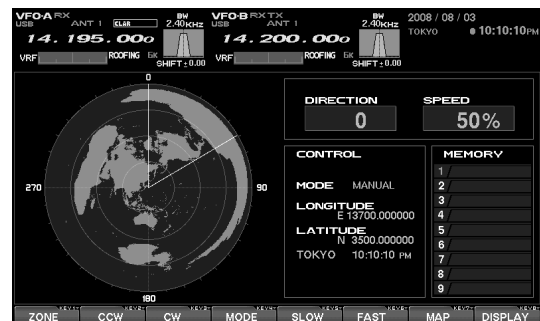 VFO-A RX
USB ANT 1 CLAR
BW
2.40KHz
14. 195. 000
VRF ROOFING 6K
SHIFT ± 0.00
VFO-B RX TX
USB ANT 1
BW
2.40KHz
14. 200. 000
VRF ROOFING 6K
SHIFT ± 0.00
2008 / 08 / 03
TOKYO 10:10:10PM
0
270
90
180
DIRECTION
0
SPEED
50%
CONTROL
MODE MANUAL
LONGITUDE
E 13700.000000
LATITUDE
N 3500.000000
TOKYO 10:10:10 PM
MEMORY
1 /
2 /
3 /
4 /
5 /
6 /
7 /
8 /
9 /
ZONE CCW CW MODE SLOW FAST MAP DISPLAY